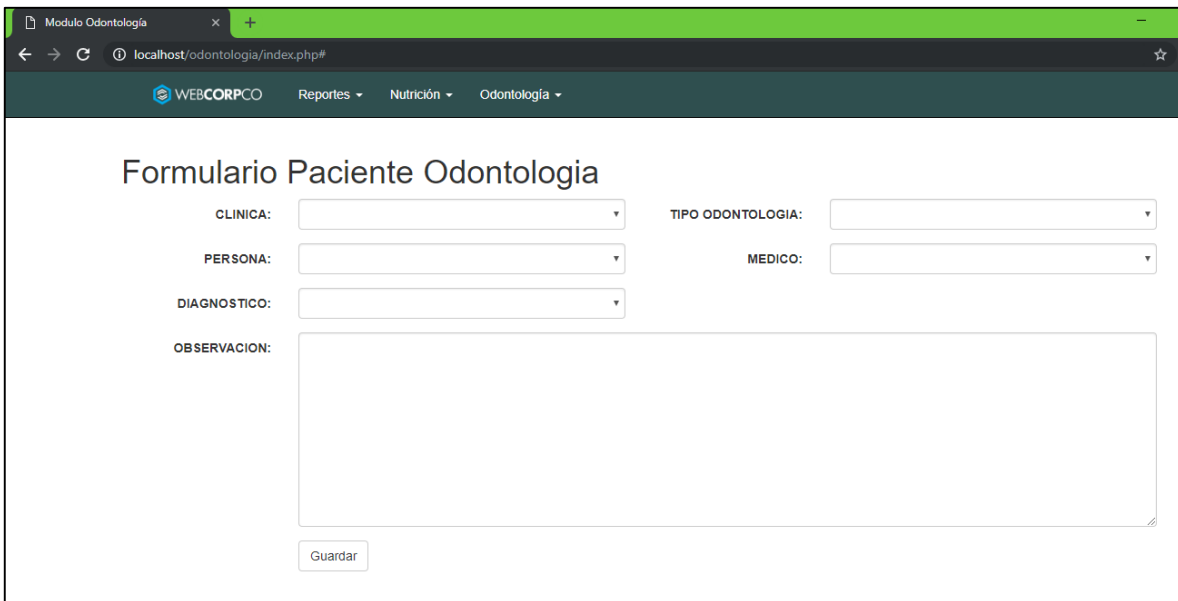 Modulo Odontología
localhost/odontologia/index.php#
WEBCORPCO Reportes Nutrición Odontología
Formulario Paciente Odontologia
CLINICA: TIPO ODONTOLOGIA:
PERSONA: MEDICO:
DIAGNOSTICO:
OBSERVACION:
Guardar